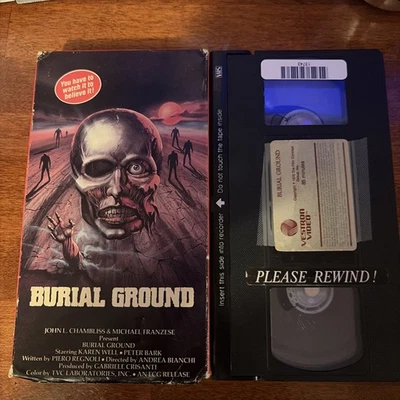 You have to
watch it to
believe it!
BURIAL GROUND
JOHN L. CHAMBLISS & MICHAEL FRANZESE
Present
BURIAL GROUND
Starring KAREN WELL • PETER BARK
Written by PIERO REGNOLI • Directed by ANDREA BIANCHI
Produced by GABRIELE CRISANTI
Color by TVC LABORATORIES, INC. • AN ECG RELEASE
VHS
Insert this side into recorder
Do not touch the tape inside
BURIAL GROUND
VESTRON
VIDEO
PLEASE REWIND!